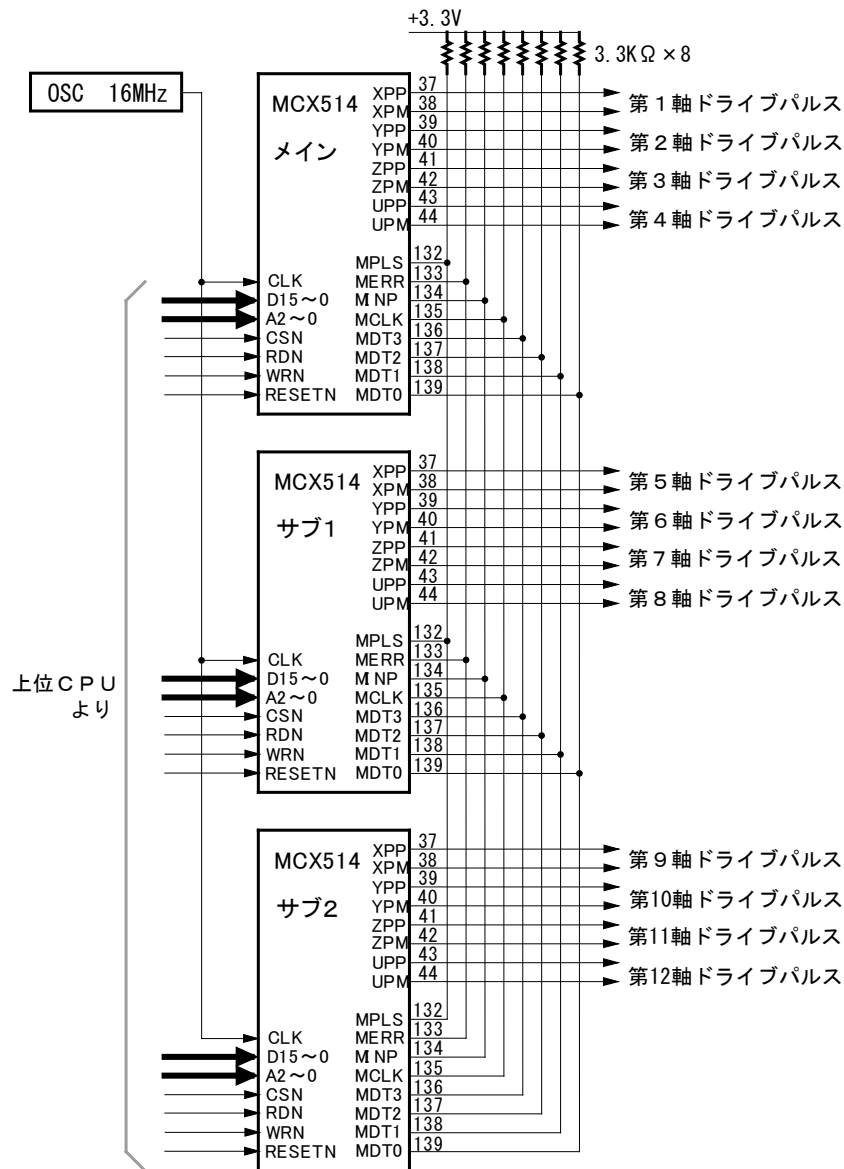 +3.3V
3.3KΩ×8
OSC 16MHz
MCX514
メイン
XPP 37
XPM 38
YPP 39
YPM 40
ZPP 41
ZPM 42
UPP 43
UPM 44
第1軸ドライブパルス
第2軸ドライブパルス
第3軸ドライブパルス
第4軸ドライブパルス
MPLS 132
CLK MERR 133
D15～0 MINP 134
A2～0 MCLK 135
CSN MDT3 136
RDN MDT2 137
WRN MDT1 138
RESETN MDT0 139
MCX514
サブ1
XPP 37
XPM 38
YPP 39
YPM 40
ZPP 41
ZPM 42
UPP 43
UPM 44
第5軸ドライブパルス
第6軸ドライブパルス
第7軸ドライブパルス
第8軸ドライブパルス
MPLS 132
CLK MERR 133
D15～0 MINP 134
A2～0 MCLK 135
CSN MDT3 136
RDN MDT2 137
WRN MDT1 138
RESETN MDT0 139
上位CPU
より
MCX514
サブ2
XPP 37
XPM 38
YPP 39
YPM 40
ZPP 41
ZPM 42
UPP 43
UPM 44
第9軸ドライブパルス
第10軸ドライブパルス
第11軸ドライブパルス
第12軸ドライブパルス
MPLS 132
CLK MERR 133
D15～0 MINP 134
A2～0 MCLK 135
CSN MDT3 136
RDN MDT2 137
WRN MDT1 138
RESETN MDT0 139